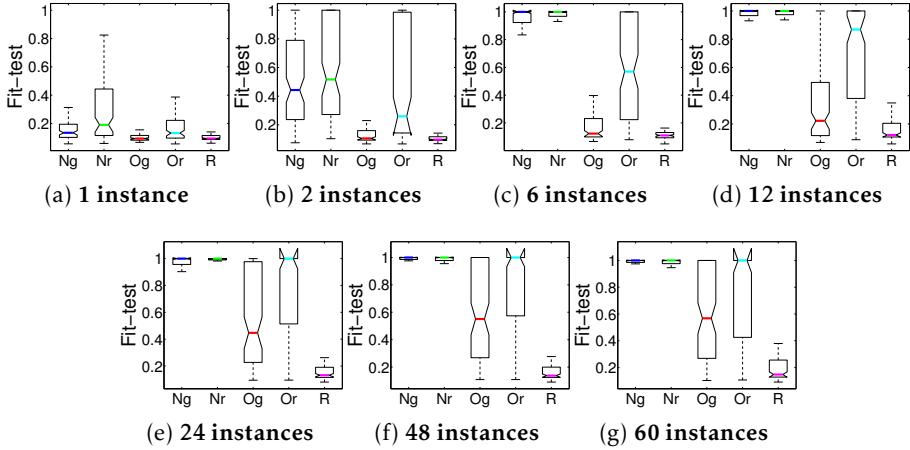 Fit−test
1
0.8
0.6
0.4
0.2
Ng Nr Og Or R
(a) 1 instance
Fit−test
1
0.8
0.6
0.4
0.2
Ng Nr Og Or R
(b) 2 instances
Fit−test
1
0.8
0.6
0.4
0.2
Ng Nr Og Or R
(c) 6 instances
Fit−test
1
0.8
0.6
0.4
0.2
Ng Nr Og Or R
(d) 12 instances
Fit−test
1
0.8
0.6
0.4
0.2
Ng Nr Og Or R
(e) 24 instances
Fit−test
1
0.8
0.6
0.4
0.2
Ng Nr Og Or R
(f) 48 instances
Fit−test
1
0.8
0.6
0.4
0.2
Ng Nr Og Or R
(g) 60 instances